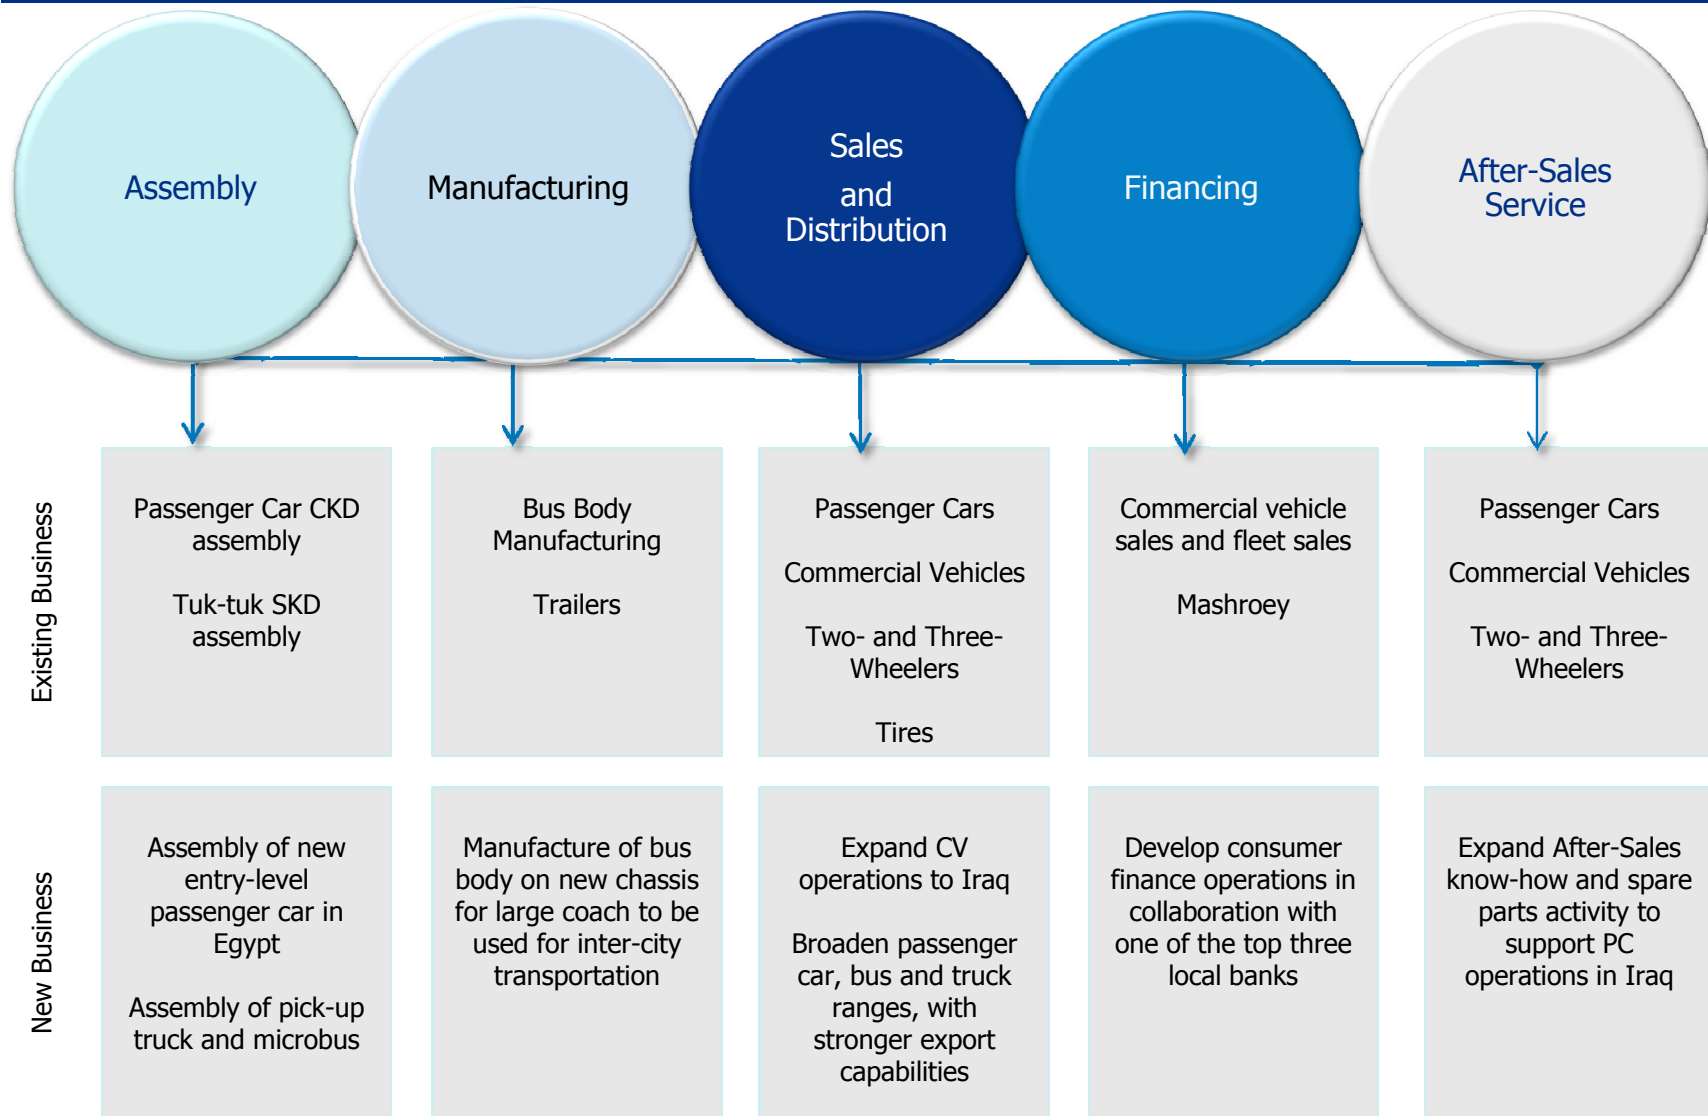 Assembly
Manufacturing
Sales
and
Distribution
Financing
After-Sales
Service
Existing Business
Passenger Car CKD
assembly
Tuk-tuk SKD
assembly
Bus Body
Manufacturing
Trailers
Passenger Cars
Commercial Vehicles
Two- and Three-
Wheelers
Tires
Commercial vehicle
sales and fleet sales
Mashroey
Passenger Cars
Commercial Vehicles
Two- and Three-
Wheelers
New Business
Assembly of new
entry-level
passenger car in
Egypt
Assembly of pick-up
truck and microbus
Manufacture of bus
body on new chassis
for large coach to be
used for inter-city
transportation
Expand CV
operations to Iraq
Broaden passenger
car, bus and truck
ranges, with
stronger export
capabilities
Develop consumer
finance operations in
collaboration with
one of the top three
local banks
Expand After-Sales
know-how and spare
parts activity to
support PC
operations in Iraq